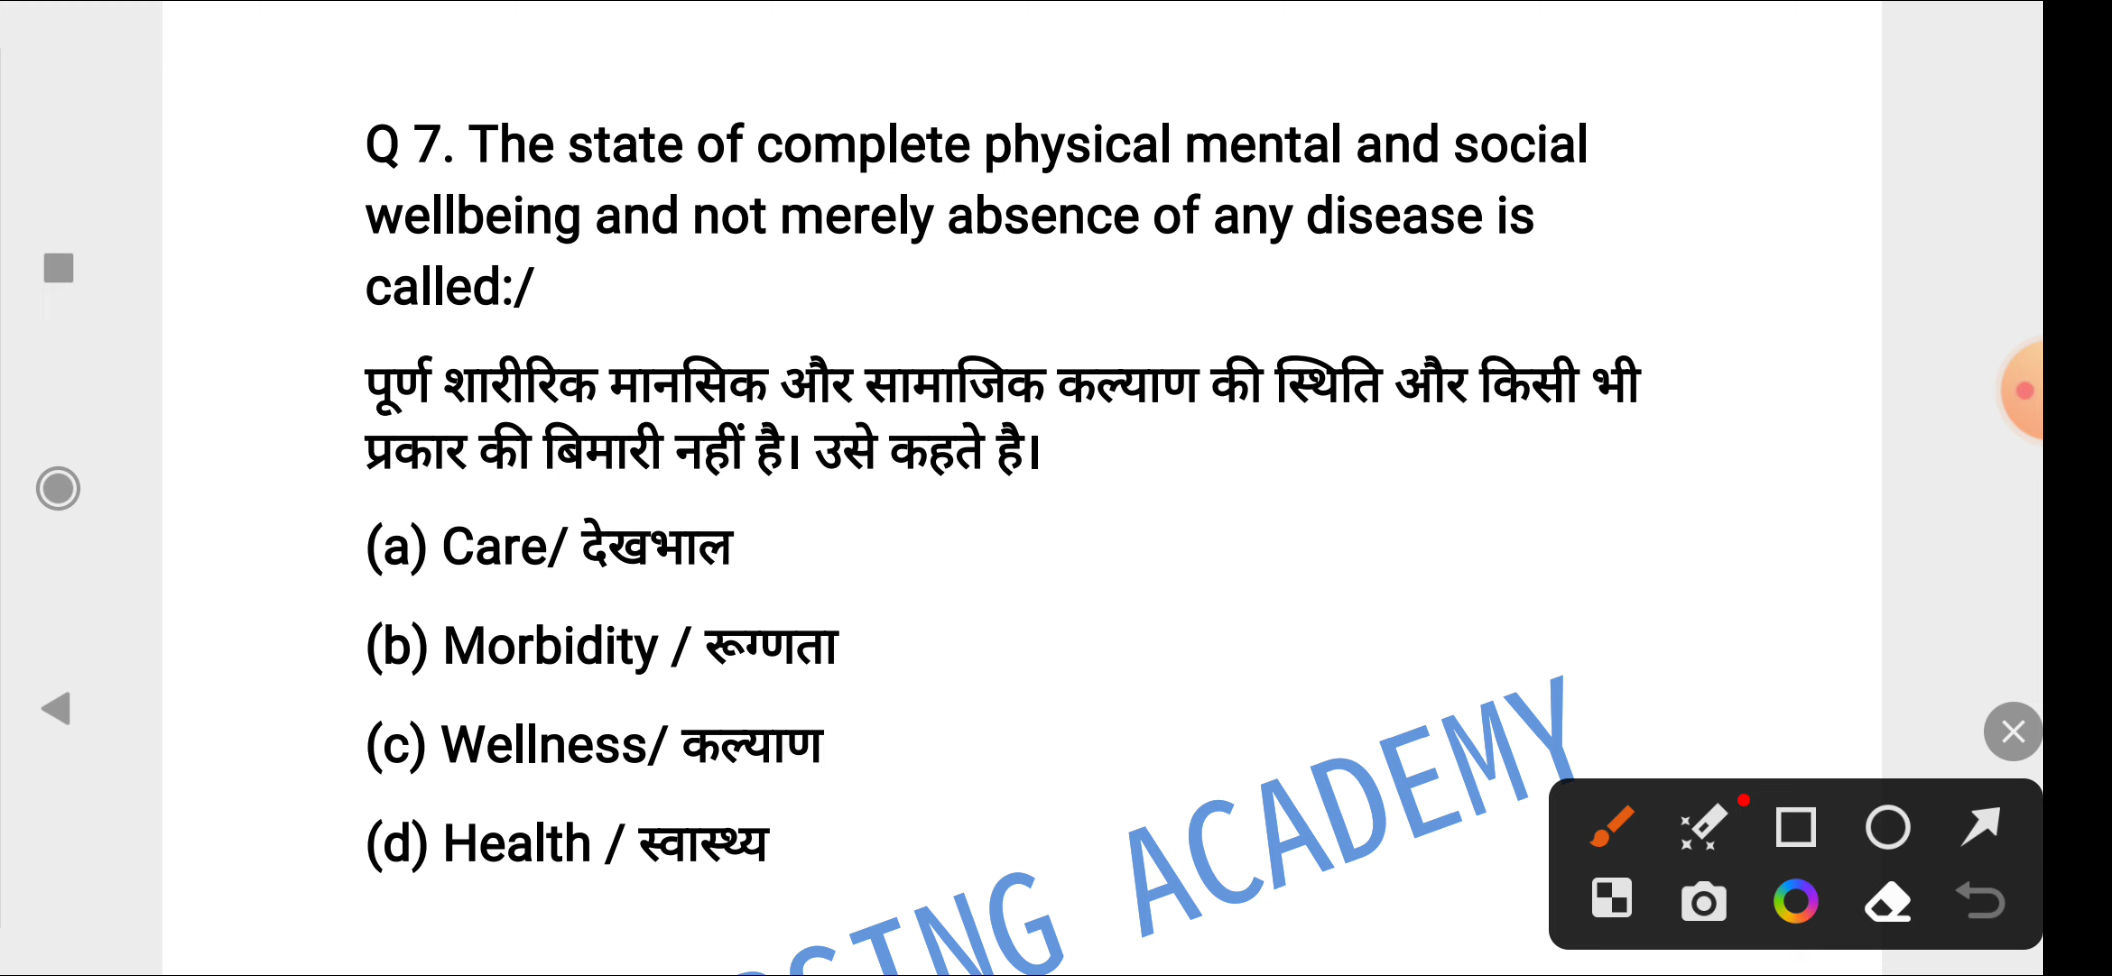 Q 7. The state of complete physical mental and social
wellbeing and not merely absence of any disease is
called:/
पूर्ण शारीरिक मानसिक और सामाजिक कल्याण की स्थिति और किसी भी
प्रकार की बिमारी नहीं है। उसे कहते है।
(a) Care/ देखभाल
(b) Morbidity / रूग्णता
(c) Wellness/ कल्याण
(d) Health / स्वास्थ्य
ACADEMY